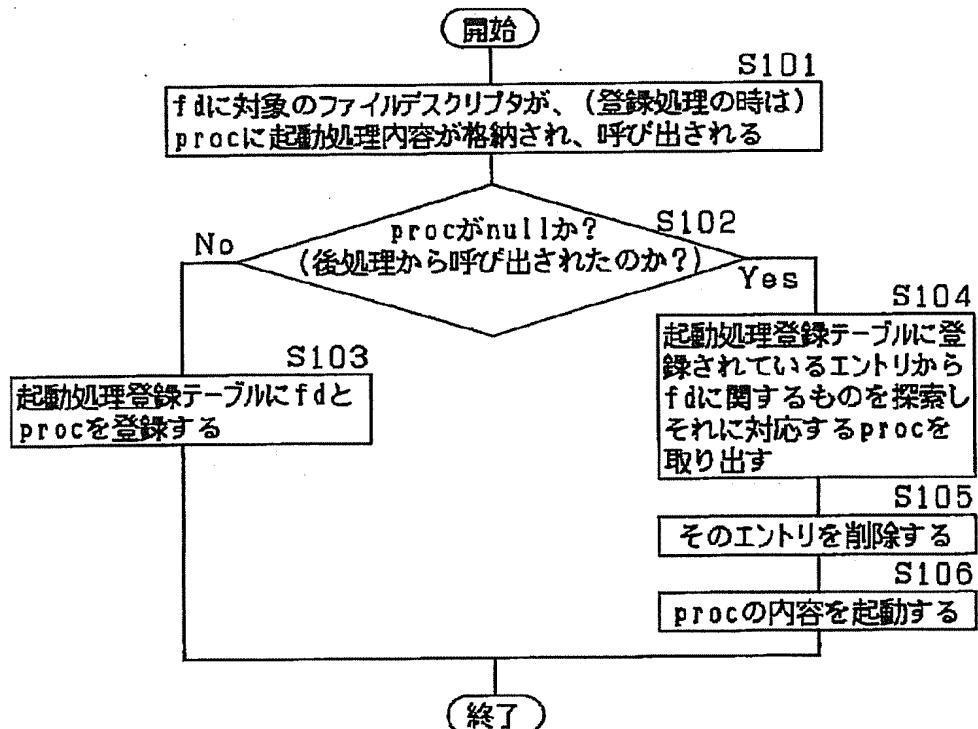 開始
S101
fdに対象のファイルデスクリプタが、(登録処理の時は)
procに起動処理内容が格納され、呼び出される
S102
procがnullか?
(後処理から呼び出されたのか?)
No
Yes
S103
起動処理登録テーブルにfdと
procを登録する
S104
起動処理登録テーブルに登
録されているエントリから
fdに関するものを探索し
それに対応するprocを
取り出す
S105
そのエントリを削除する
S106
procの内容を起動する
終了